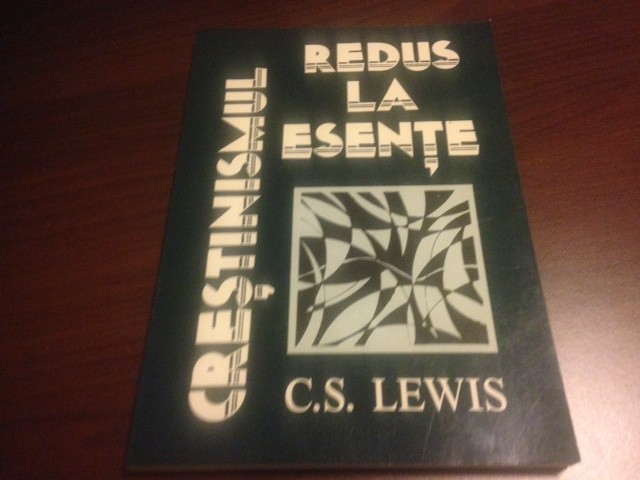 CREȘTINISMUL
REDUS
LA
ESENȚE
C.S. LEWIS